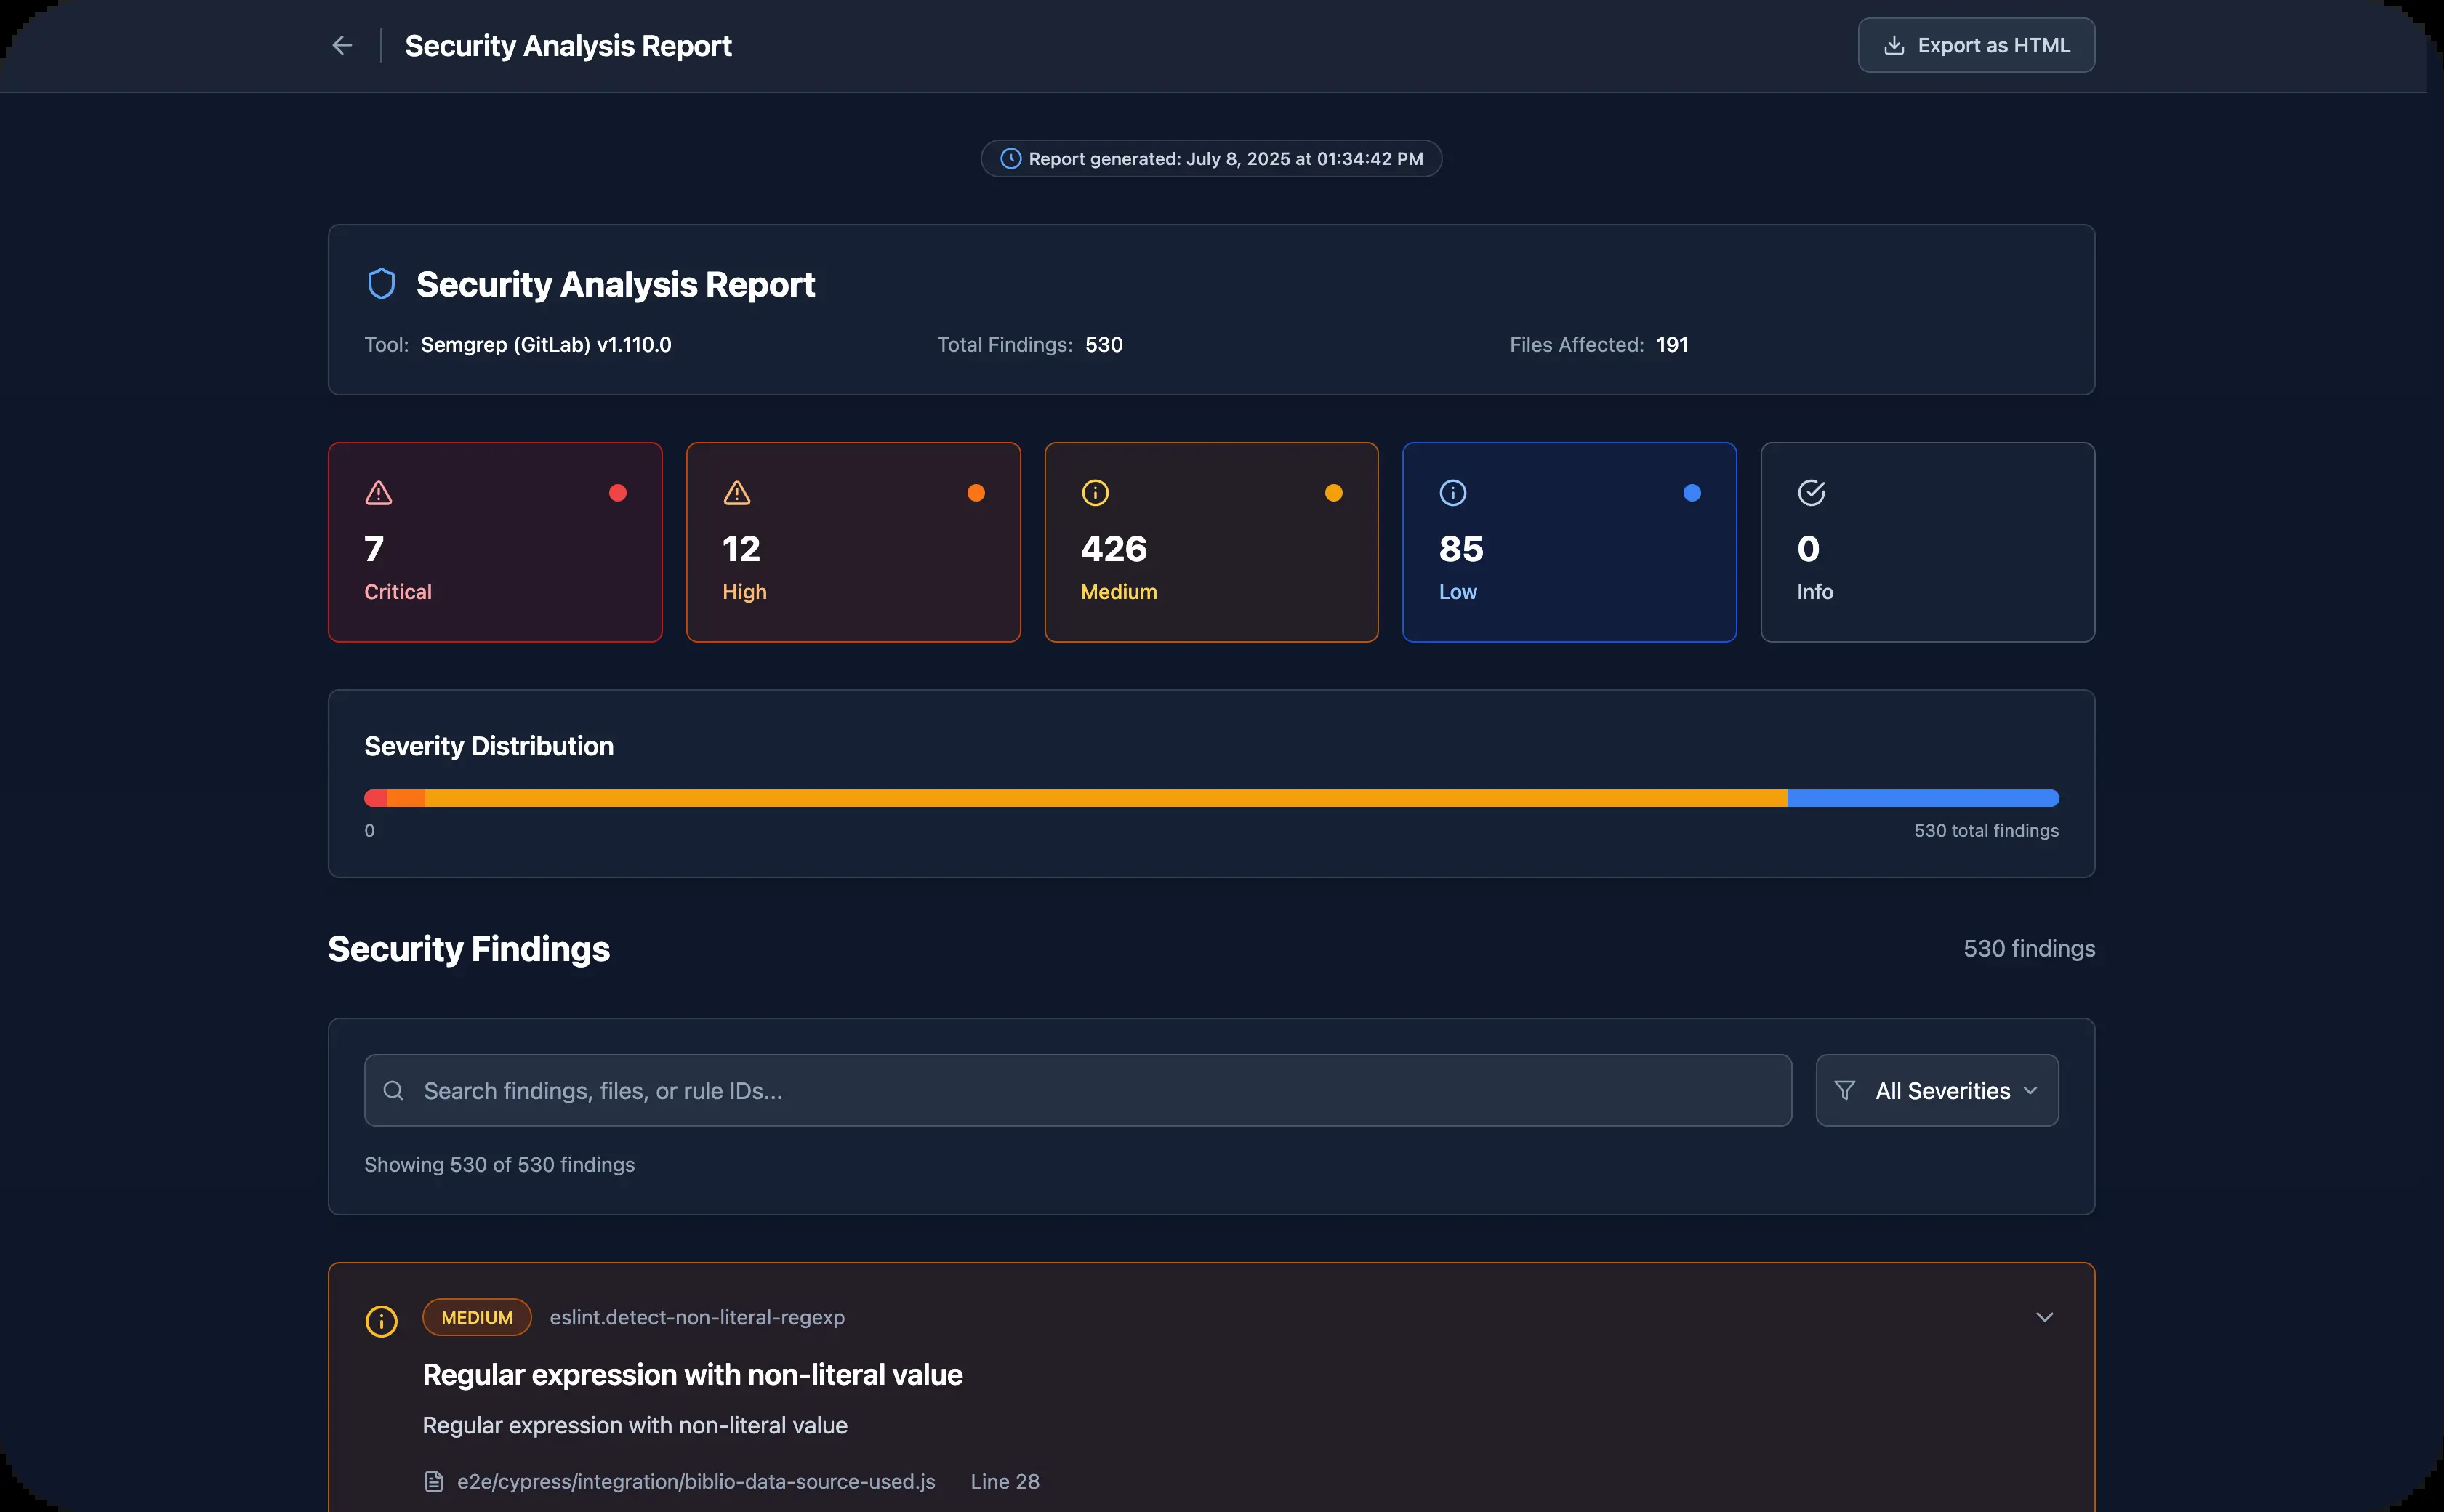 Security Analysis Report
Export as HTML
Report generated: July 8, 2025 at 01:34:42 PM
Security Analysis Report
Tool: Semgrep (GitLab) v1.110.0
Total Findings: 530
Files Affected: 191
7
Critical
12
High
426
Medium
85
Low
0
Info
Severity Distribution
0
530 total findings
Security Findings
530 findings
Search findings, files, or rule IDs...
All Severities
Showing 530 of 530 findings
MEDIUM
eslint.detect-non-literal-regexp
Regular expression with non-literal value
Regular expression with non-literal value
e2e/cypress/integration/biblio-data-source-used.js
Line 28